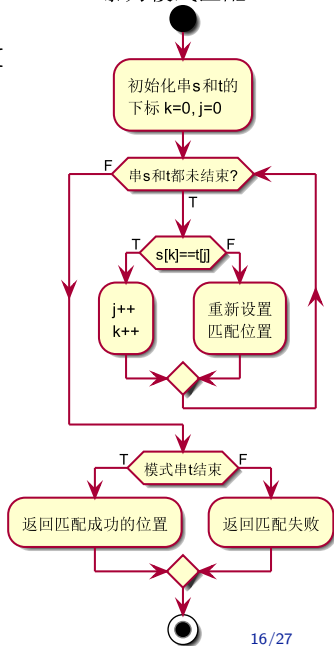 初始化串s和t的
下标 k=0, j=0
F
串s和t都未结束?
T
T
s[k]==t[j]
F
j++
k++
重新设置
匹配位置
T
模式串t结束
F
返回匹配成功的位置
返回匹配失败
16/27